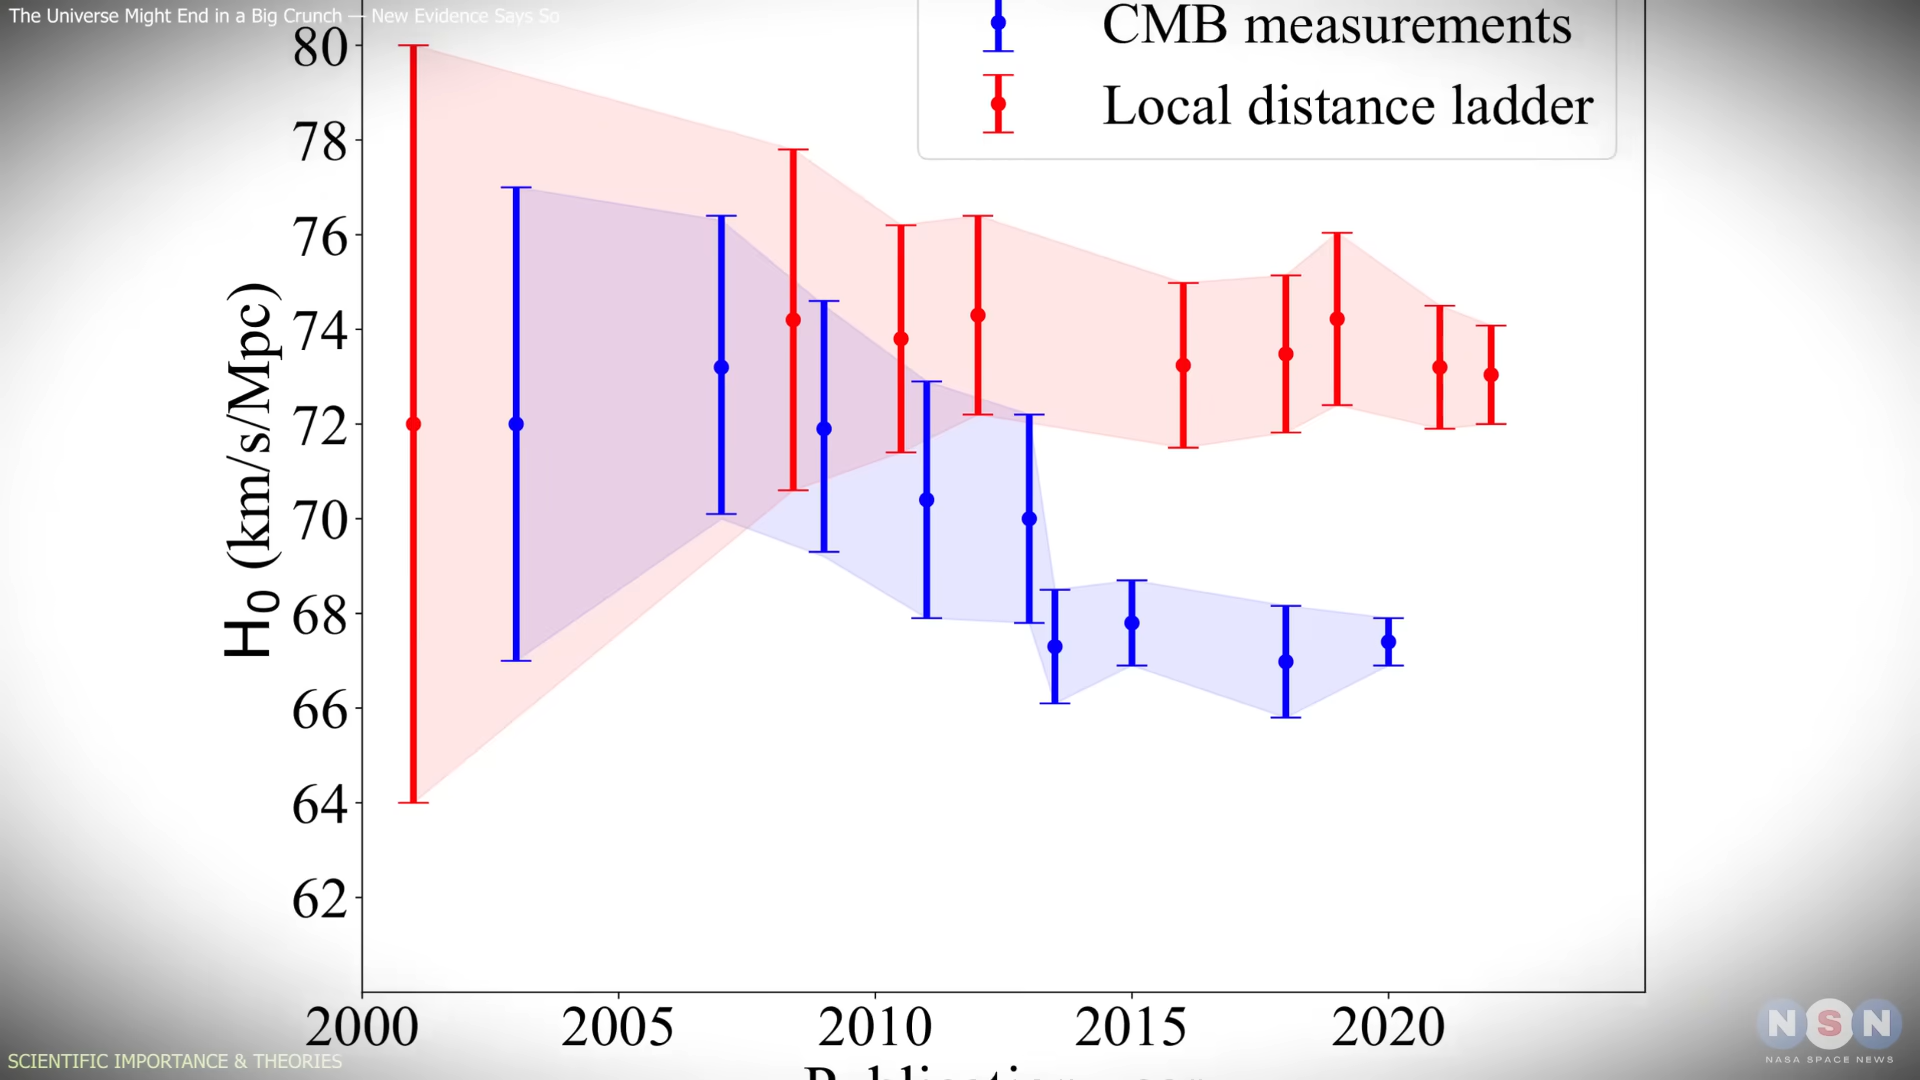 The Universe Might End in a Big Crunch — New Evidence Says So
CMB measurements
Local distance ladder
80
78
76
74
72
70
68
66
64
62
H₀ (km/s/Mpc)
2000 2005 2010 2015 2020
SCIENTIFIC IMPORTANCE & THEORIES
NSN
NASA SPACE NEWS